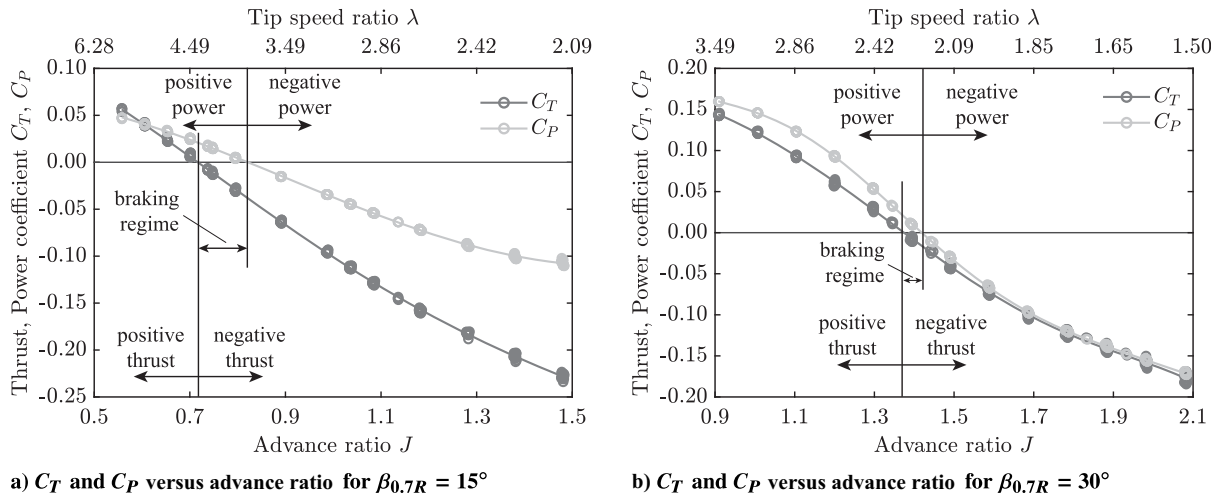 Tip speed ratio λ
6.28 4.49 3.49 2.86 2.42 2.09
0.10
0.05
0.00
-0.05
-0.10
-0.15
-0.20
-0.25
Thrust, Power coefficient C_T, C_P
positive power
negative power
C_T
C_P
braking regime
positive thrust
negative thrust
0.5 0.7 0.9 1.1 1.3 1.5
Advance ratio J
a) C_T and C_P versus advance ratio for β_0.7R = 15°
Tip speed ratio λ
3.49 2.86 2.42 2.09 1.85 1.65 1.50
0.20
0.15
0.10
0.05
0.00
-0.05
-0.10
-0.15
-0.20
Thrust, Power coefficient C_T, C_P
positive power
negative power
C_T
C_P
braking regime
positive thrust
negative thrust
0.9 1.1 1.3 1.5 1.7 1.9 2.1
Advance ratio J
b) C_T and C_P versus advance ratio for β_0.7R = 30°